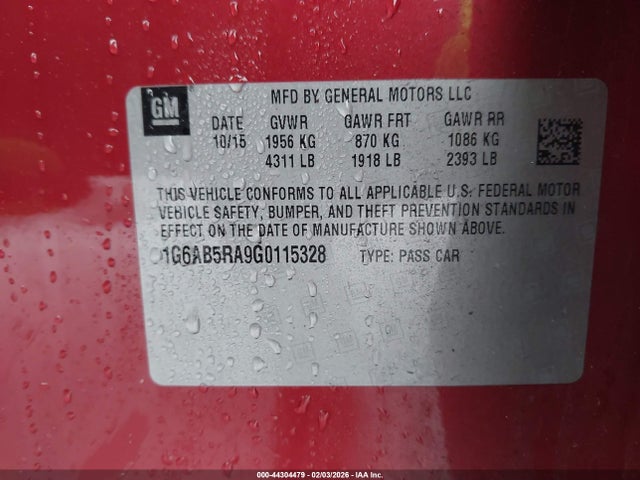 GM
MFD BY GENERAL MOTORS LLC
DATE GVWR GAWR FRT GAWR RR
10/15 1956 KG 870 KG 1086 KG
4311 LB 1918 LB 2393 LB
THIS VEHICLE CONFORMS TO ALL APPLICABLE U.S. FEDERAL MOTOR
VEHICLE SAFETY, BUMPER, AND THEFT PREVENTION STANDARDS IN
EFFECT ON THE DATE OF MANUFACTURE SHOWN ABOVE.
1G6AB5RA9G0115328 TYPE: PASS CAR
000-44304479 - 02/03/2026 - IAA Inc.